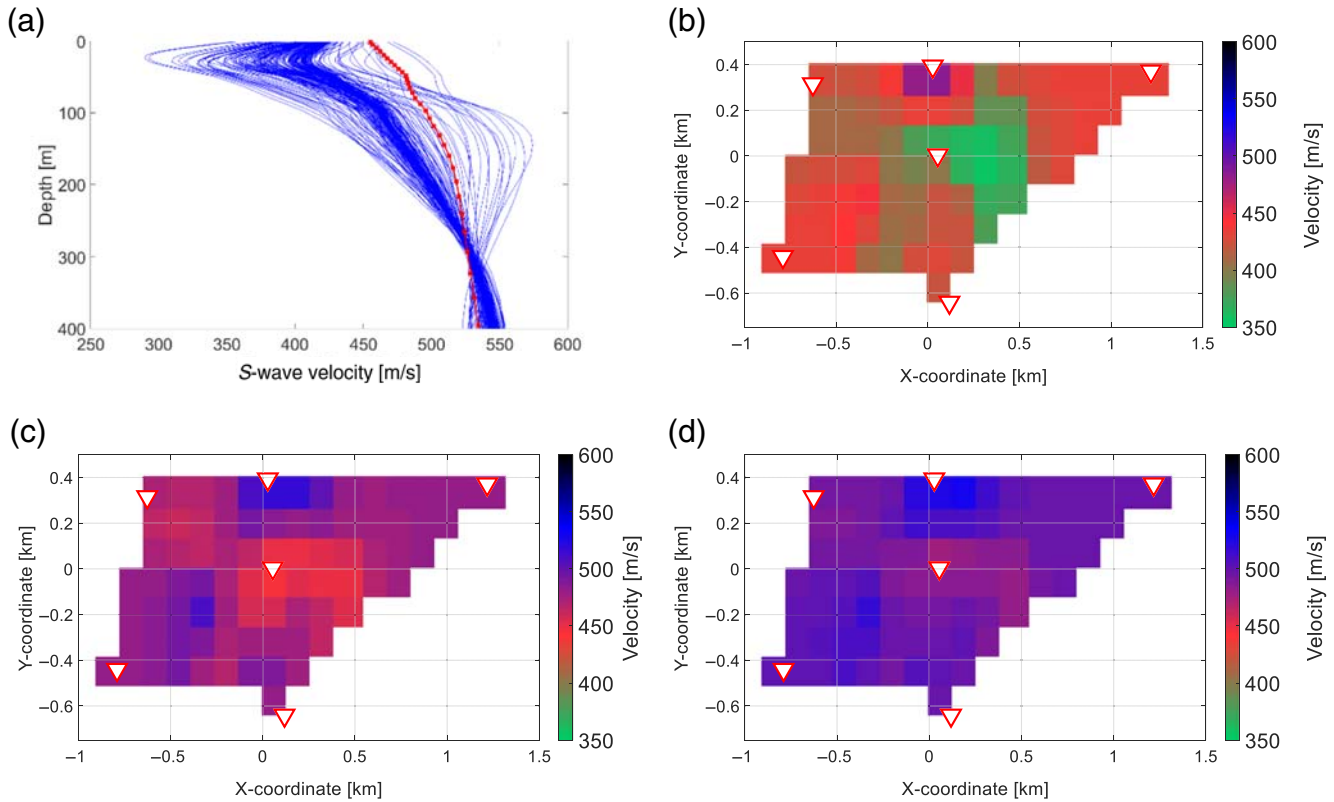 (a)
0
100
200
300
400
Depth [m]
250 300 350 400 450 500 550 600
S-wave velocity [m/s]
(b)
0.4
0.2
0
–0.2
–0.4
–0.6
Y-coordinate [km]
–1 –0.5 0 0.5 1 1.5
X-coordinate [km]
600
550
500
450
400
350
Velocity [m/s]
(c)
0.4
0.2
0
–0.2
–0.4
–0.6
Y-coordinate [km]
–1 –0.5 0 0.5 1 1.5
X-coordinate [km]
600
550
500
450
400
350
Velocity [m/s]
(d)
0.4
0.2
0
–0.2
–0.4
–0.6
Y-coordinate [km]
–1 –0.5 0 0.5 1 1.5
X-coordinate [km]
600
550
500
450
400
350
Velocity [m/s]